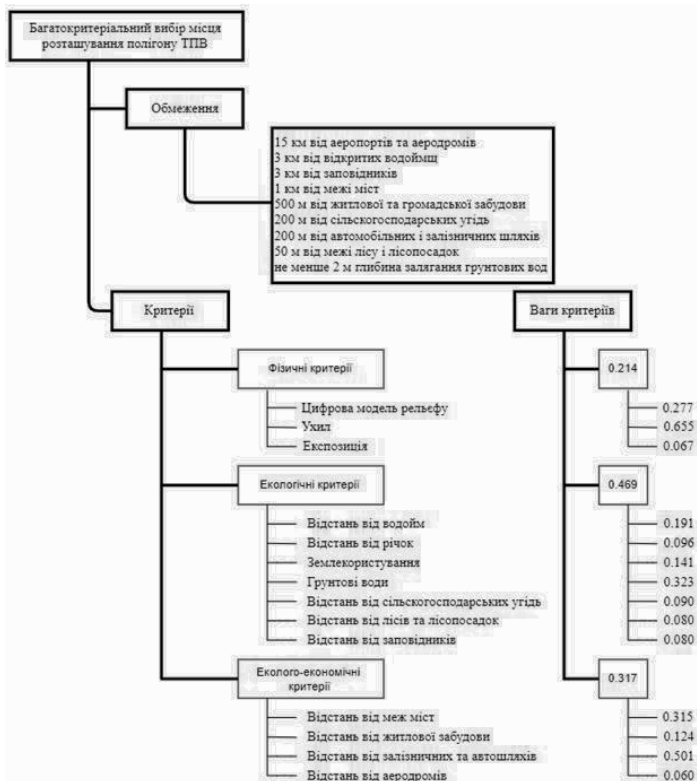 Багатокритеріальний вибір місця
розташування полігону ТПВ
Обмеження
15 км від аеропортів та аеродромів
3 км від відкритих водоймщ
3 км від заповідників
1 км від межі міст
500 м від житлової та громадської забудови
200 м від сільскогосподарських угідь
200 м від автомобільних і залізничних шляхів
50 м від межі лісу і лісопосадок
не менше 2 м глибина залягання грунтових вод
Критерії
Ваги критеріїв
Фізичні критерії
0.214
Цифрова модель рельєфу
0.277
Ухил
0.655
Експозиція
0.067
Екологічні критерії
0.469
Відстань від водойм
0.191
Відстань від річок
0.096
Землекористування
0.141
Грунтові води
0.323
Відстань від сільскогосподарських угідь
0.090
Відстань від лісів та лісопосадок
0.080
Відстань від заповідників
0.080
Еколого-економічні
критерії
0.317
Відстань від меж міст
0.315
Відстань від житлової забудови
0.124
Відстань від залізничних та автошляхів
0.501
Відстань від аеродромів
0.060